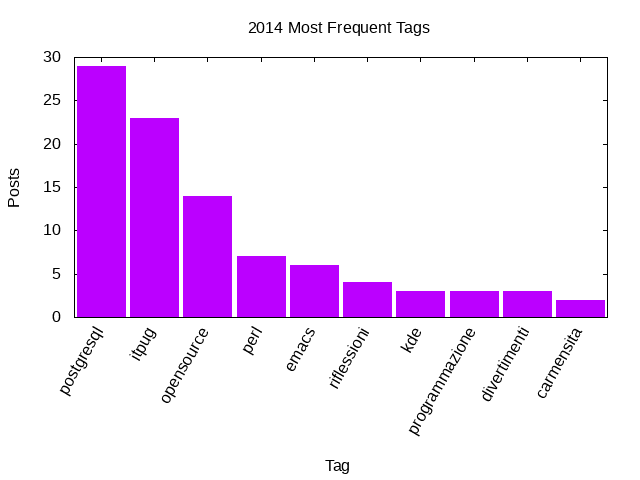 2014 Most Frequent Tags
30
25
20
15
10
5
0
Posts
postgresql
itpug
opensource
perl
emacs
riflessioni
kde
programmazione
divertimenti
carmensita
Tag